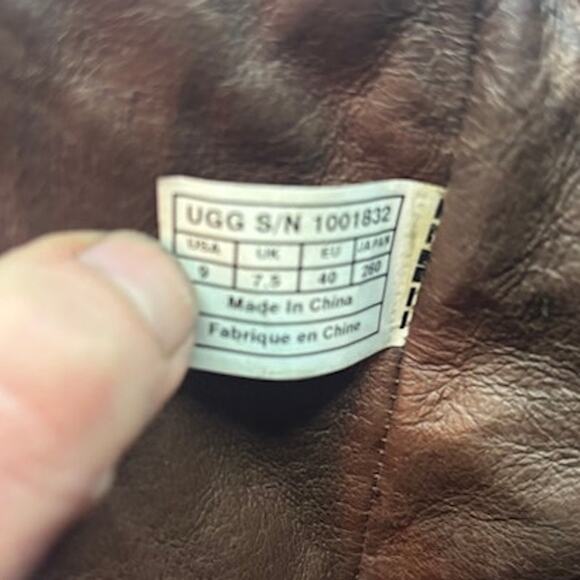 UGG S/N 1001832
USA UK EU JAPAN
9 7.5 40 260
Made In China
Fabrique en Chine